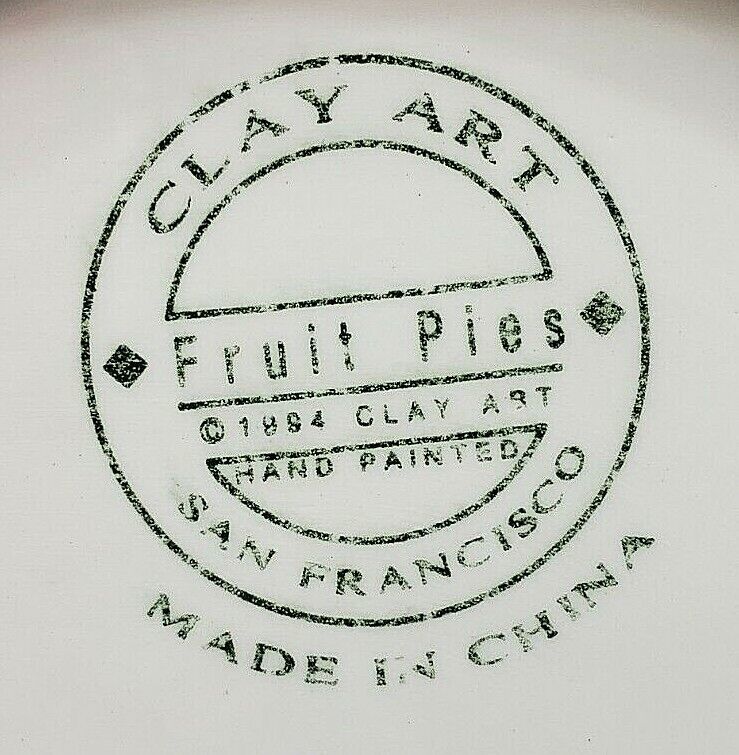 CLAY ART
Fruit Pies
©1994 CLAY ART
HAND PAINTED
SAN FRANCISCO
MADE IN CHINA